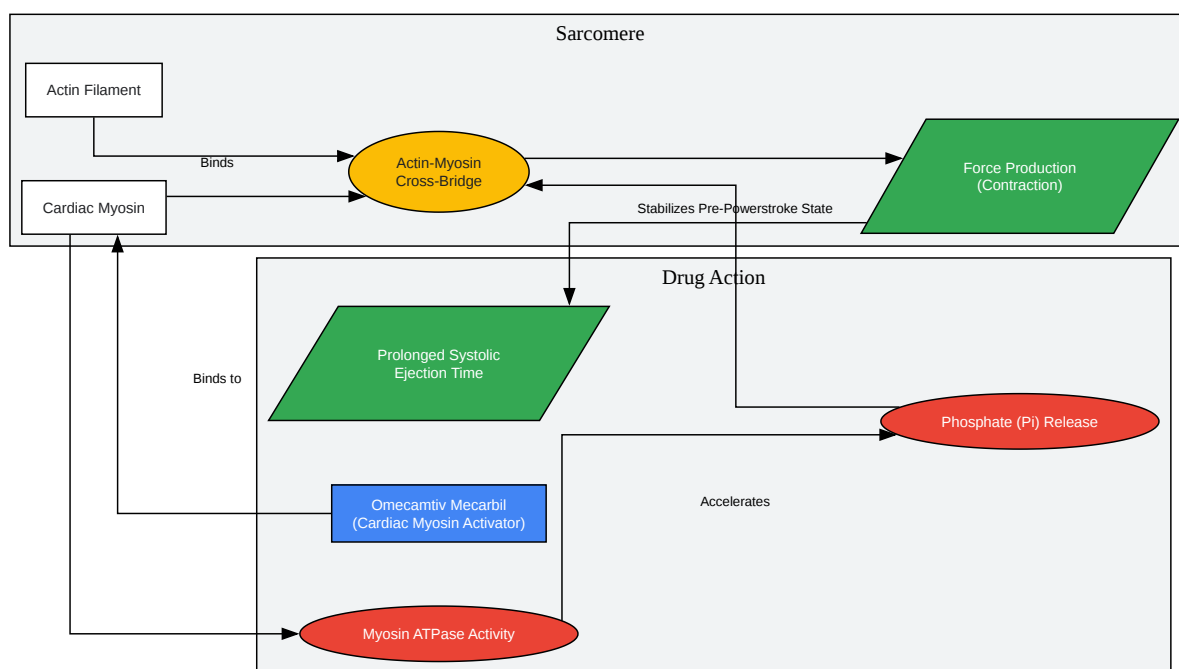 Sarcomere
Actin Filament
Binds
Actin-Myosin
Cross-Bridge
Force Production
(Contraction)
Cardiac Myosin
Stabilizes Pre-Powerstroke State
Drug Action
Prolonged Systolic
Ejection Time
Binds to
Phosphate (Pi) Release
Accelerates
Omecamtiv Mecarbil
(Cardiac Myosin Activator)
Myosin ATPase Activity